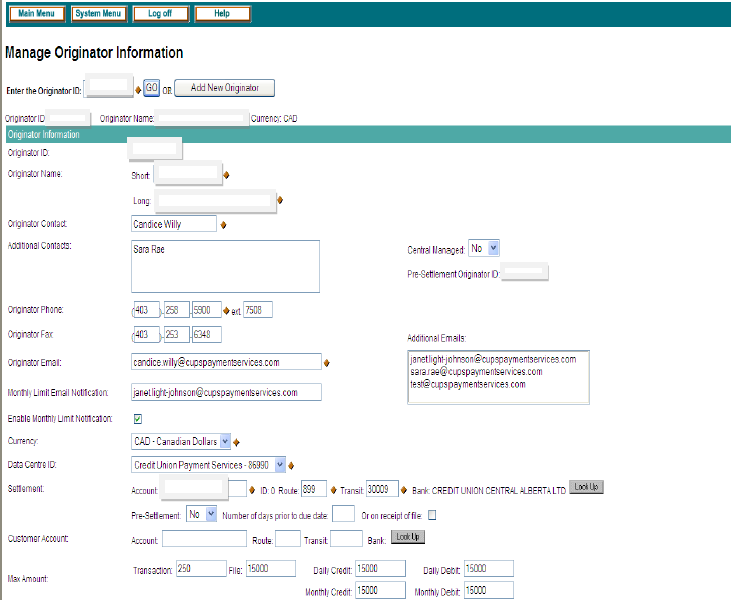 Main Menu System Menu Log off Help
Manage Originator Information
Enter the Originator ID: GO OR Add New Originator
Originator ID Originator Name: Currency: CAD
Originator Information
Originator ID:
Originator Name: Short:
Long:
Originator Contact: Candice Willy
Additional Contacts: Sara Rae Central Managed: No
Pre-Settlement Originator ID:
Originator Phone: (403 ).258 .5900 ext. 7508
Originator Fax: (403 ).253 .6348 Additional Emails:
Originator Email: candice.willy@cupspaymentservices.com janet.light-johnson@cupspaymentservices.com
sara.rae@cupspaymentservices.com
test@cupspaymentservices.com
Monthly Limit Email Notification: janet.light-johnson@cupspaymentservices.com
Enable Monthly Limit Notification:
Currency: CAD - Canadian Dollars
Data Centre ID: Credit Union Payment Services - 86990
Settlement: Account: ID: 0 Route: 899 Transit: 30009 Bank: CREDIT UNION CENTRAL ALBERTA LTD Look Up
Pre-Settlement: No Number of days prior to due date: Or on receipt of file:
Customer Account: Account: Route: Transit: Bank: Look Up
Max Amount: Transaction: 250 File: 15000 Daily Credit: 15000 Daily Debit: 15000
Monthly Credit: 15000 Monthly Debit: 15000